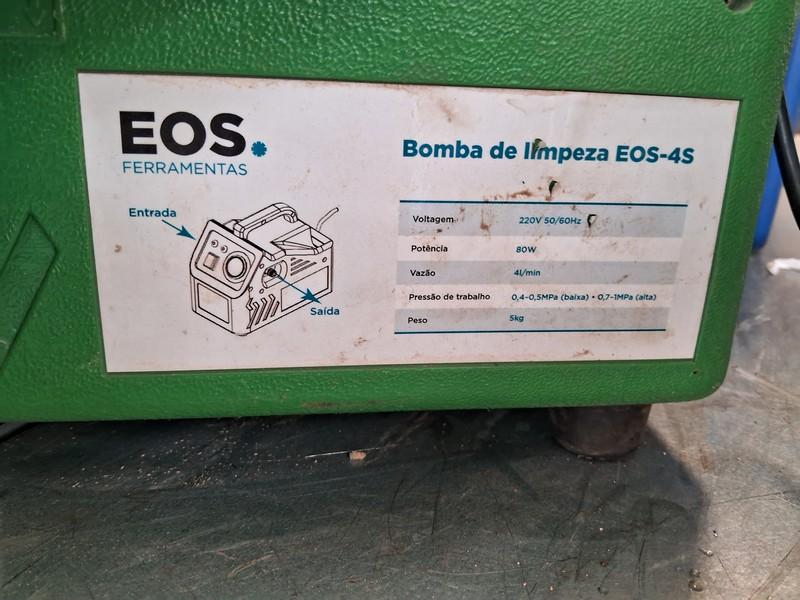 EOS
FERRAMENTAS
Entrada
Saída
Bomba de limpeza EOS-4S
Voltagem 220V 50/60Hz
Potência 80W
Vazão 4l/min
Pressão de trabalho 0,4-0,5MPa (baixa) • 0,7-1MPa (alta)
Peso 5kg